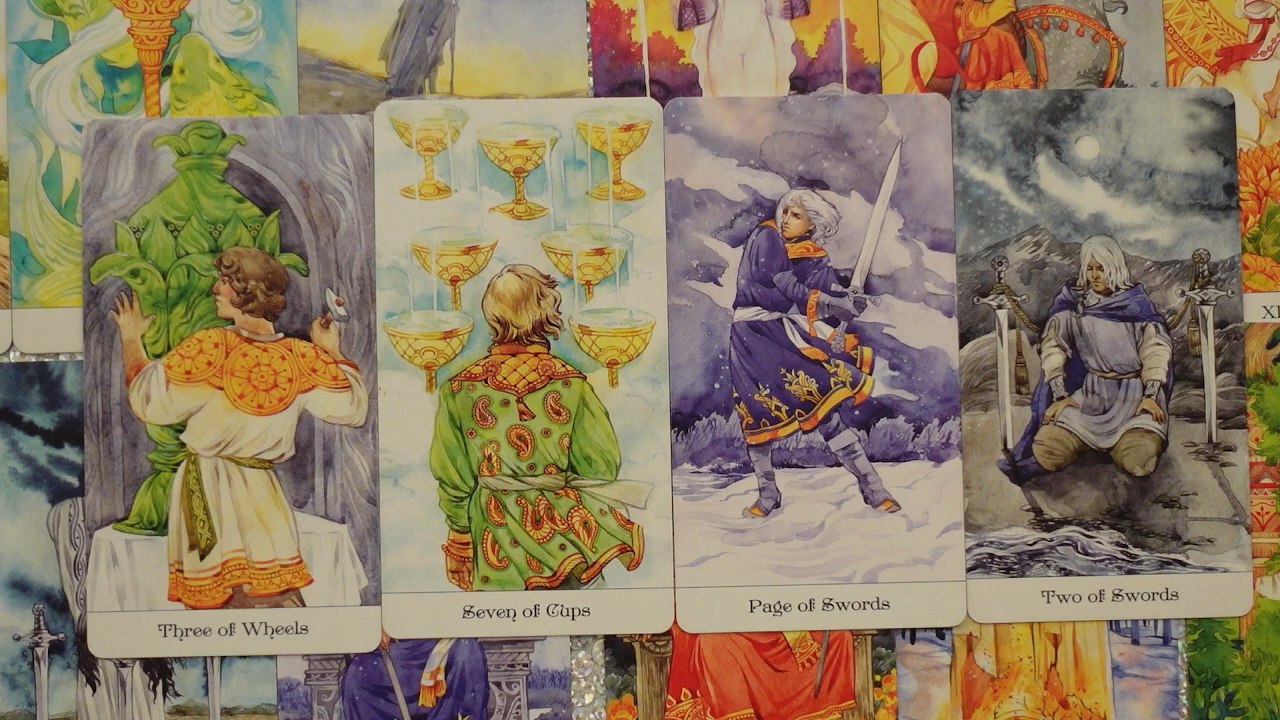 Three of Wheels
Seven of Cups
Page of Swords
Two of Swords